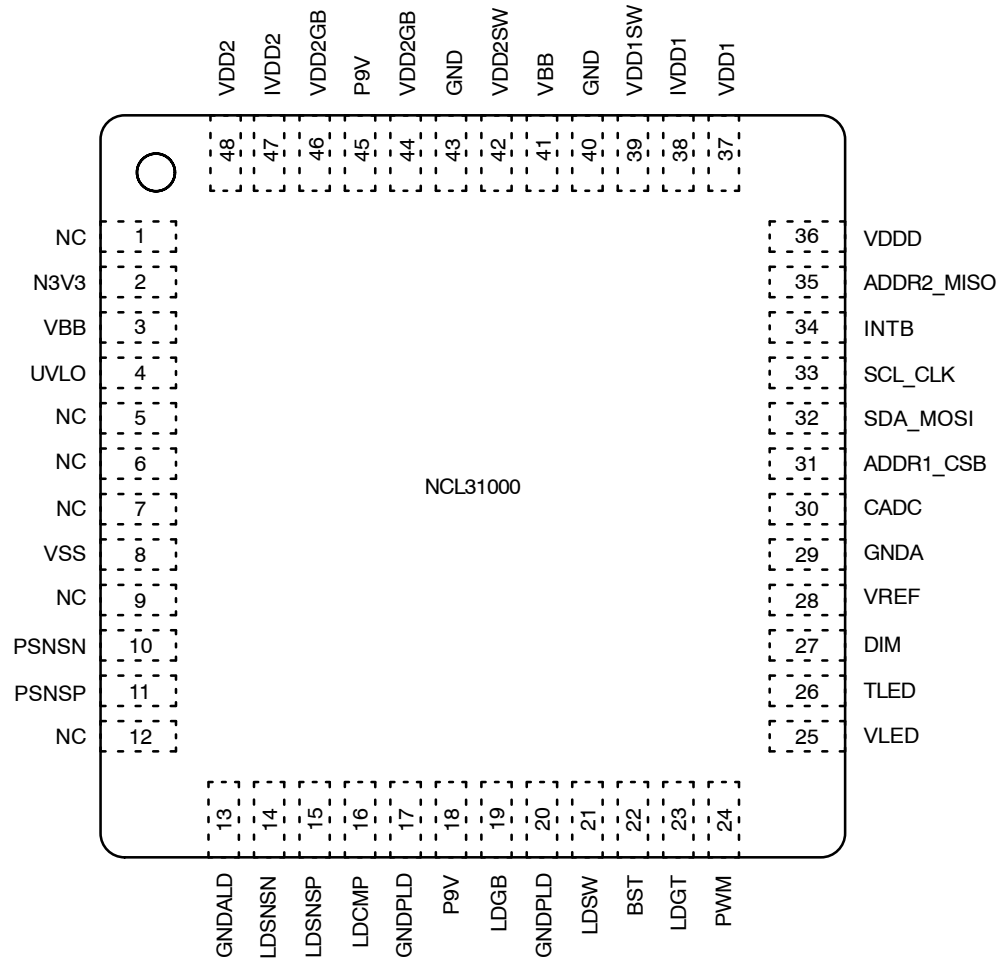 VDD2 IVDD2 VDD2GB P9V VDD2GB GND VDD2SW VBB GND VDD1SW IVDD1 VDD1
48 47 46 45 44 43 42 41 40 39 38 37
NC 1 36 VDDD
N3V3 2 35 ADDR2_MISO
VBB 3 34 INTB
UVLO 4 33 SCL_CLK
NC 5 32 SDA_MOSI
NC 6 31 ADDR1_CSB
NCL31000
NC 7 30 CADC
VSS 8 29 GNDA
NC 9 28 VREF
PSNSN 10 27 DIM
PSNSP 11 26 TLED
NC 12 25 VLED
13 14 15 16 17 18 19 20 21 22 23 24
GNDALD LDSNSN LDSNSP LDCMP GNDPLD P9V LDGB GNDPLD LDSW BST LDGT PWM